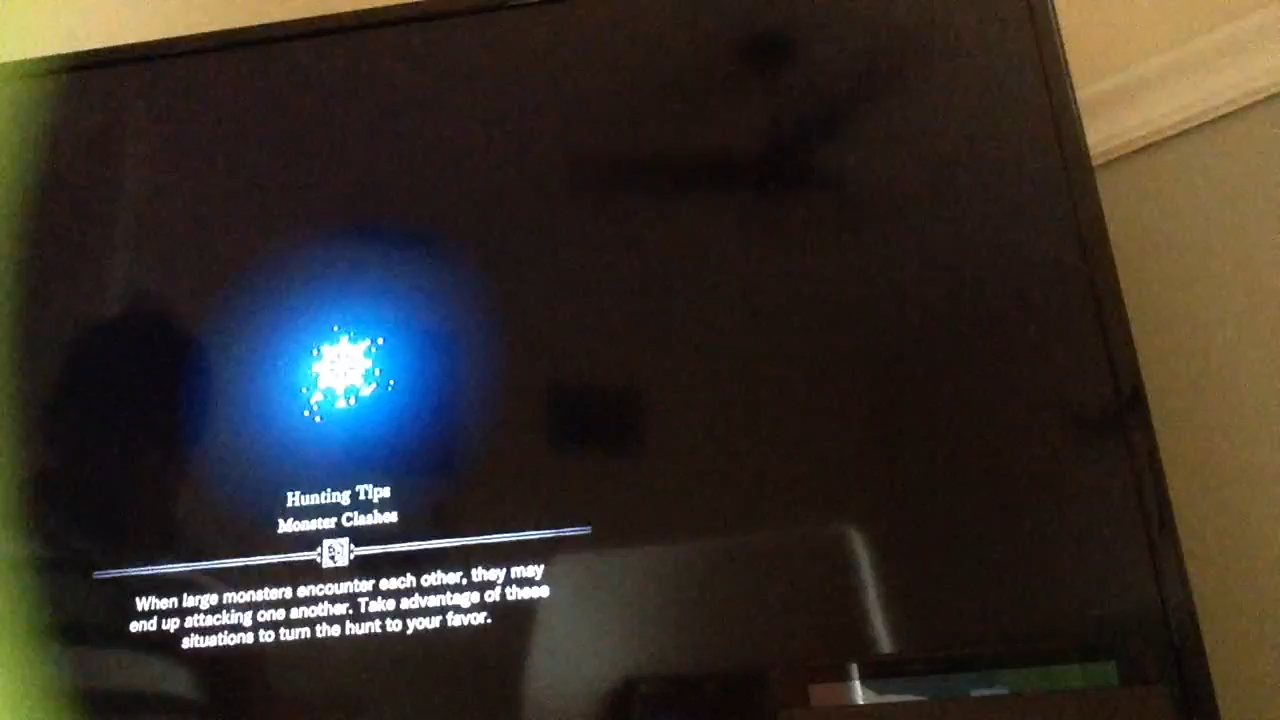 Hunting Tips
Monster Clashes
When large monsters encounter each other, they may
end up attacking one another. Take advantage of these
situations to turn the hunt to your favor.